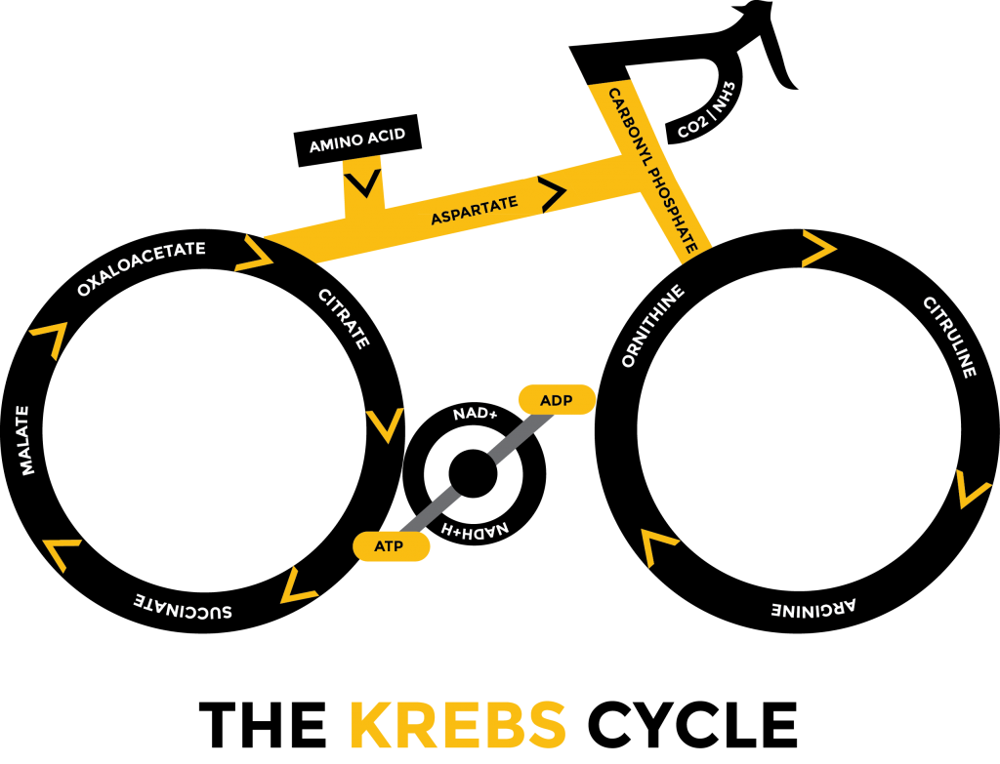 CO2 | NH3
CARBONYL PHOSPHATE
AMINO ACID
ASPARTATE
OXALOACETATE
CITRATE
MALATE
SUCCINATE
ORNITHINE
CITRULINE
ARGININE
ADP
NAD+
NADH+H
ATP
THE KREBS CYCLE